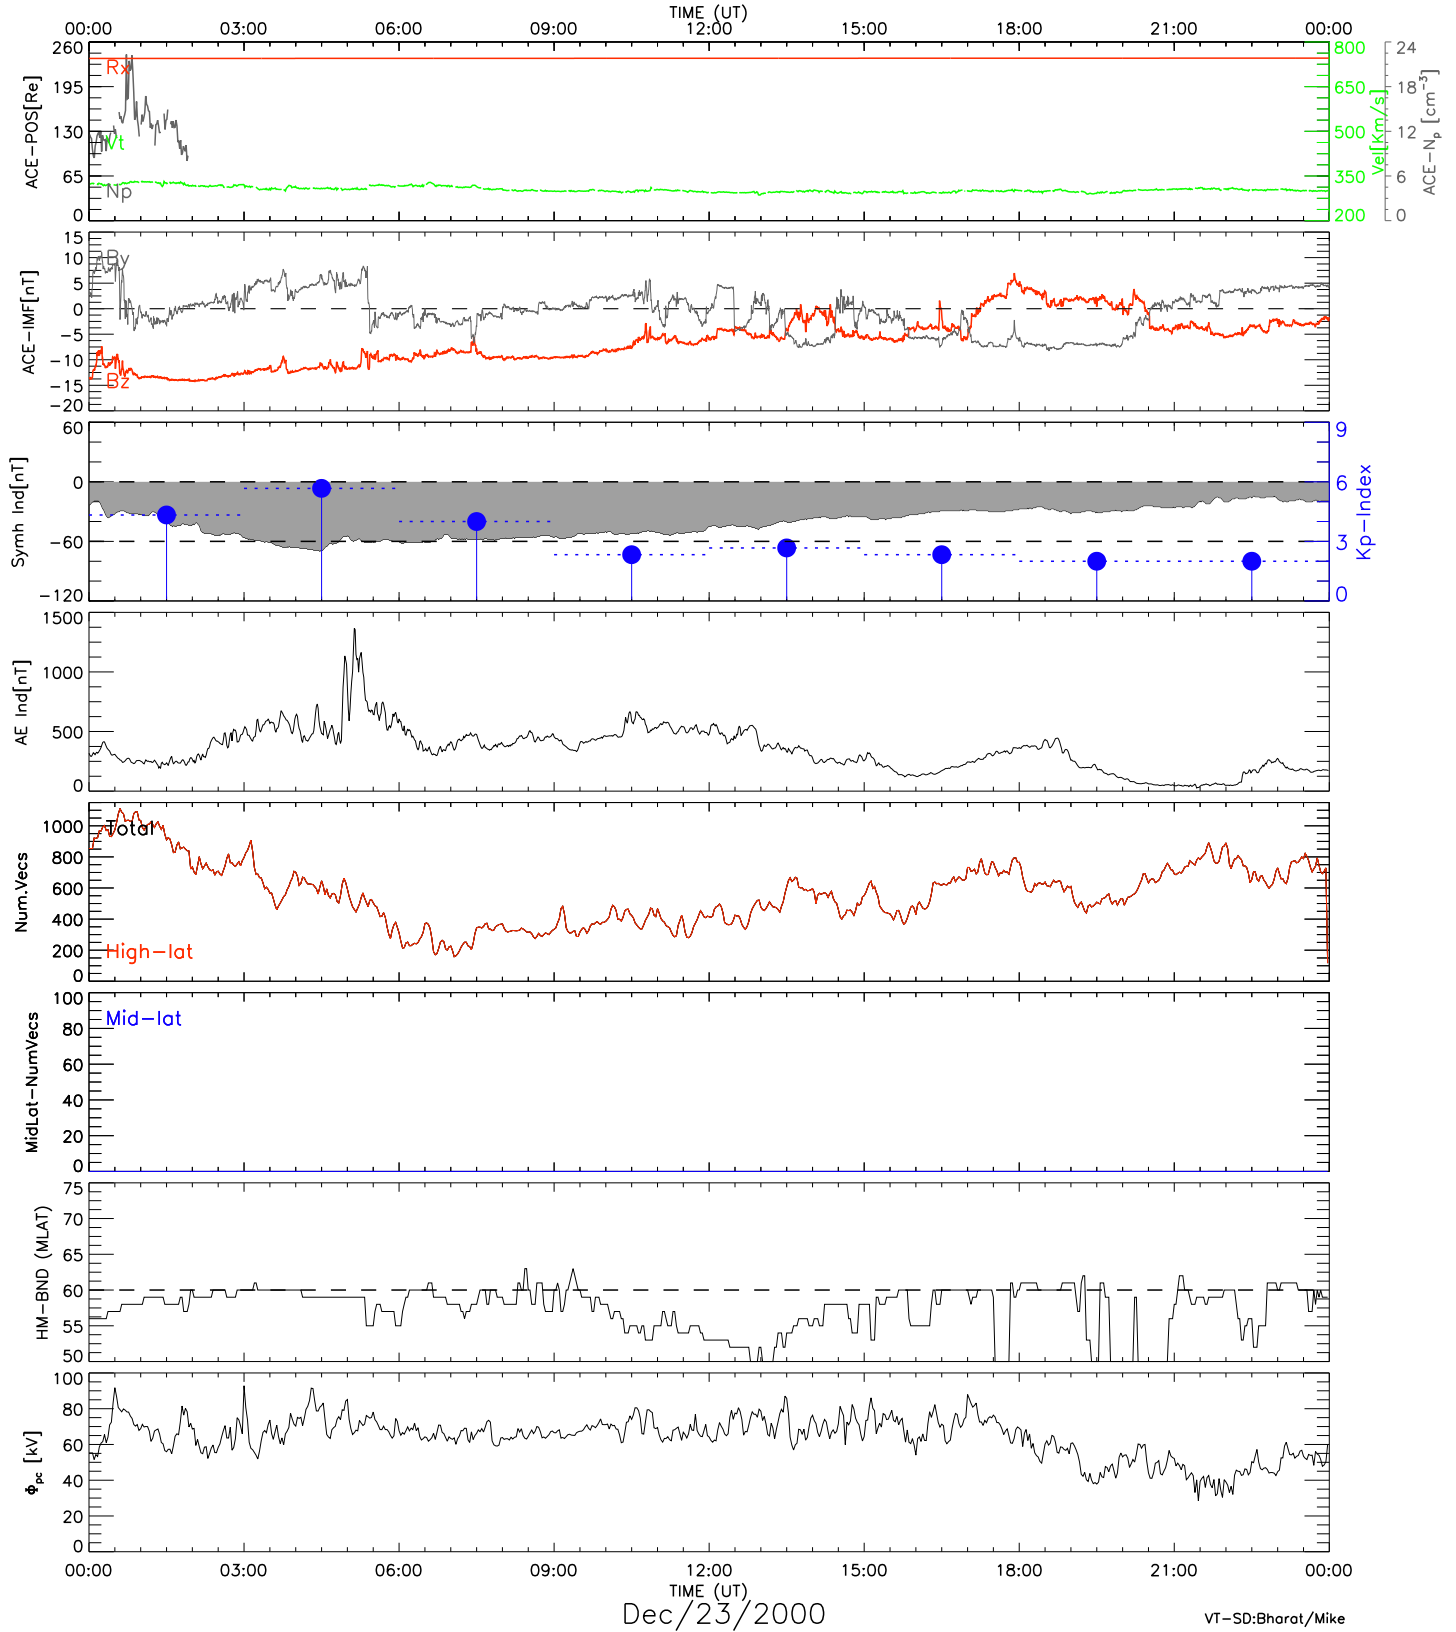 TIME (UT)
00:00 03:00 06:00 09:00 12:00 15:00 18:00 21:00 00:00
ACE-POS[Re]
260
195
130
65
0
Rx
Vt
Np
800
650
500
350
200
Vel[Km/s]
24
18
12
6
0
ACE-Np [cm-3]
ACE-IMF[nT]
15
10
5
0
-5
-10
-15
-20
By
Bz
Symh Ind[nT]
60
0
-60
-120
9
6
3
0
Kp-Index
AE Ind[nT]
1500
1000
500
0
Num.Vecs
1000
800
600
400
200
0
Total
High-lat
MidLat-NumVecs
100
80
60
40
20
0
Mid-lat
HM-BND (MLAT)
75
70
65
60
55
50
Φpc [kV]
100
80
60
40
20
0
00:00 03:00 06:00 09:00 12:00 15:00 18:00 21:00 00:00
TIME (UT)
Dec/23/2000
VT-SD:Bharat/Mike